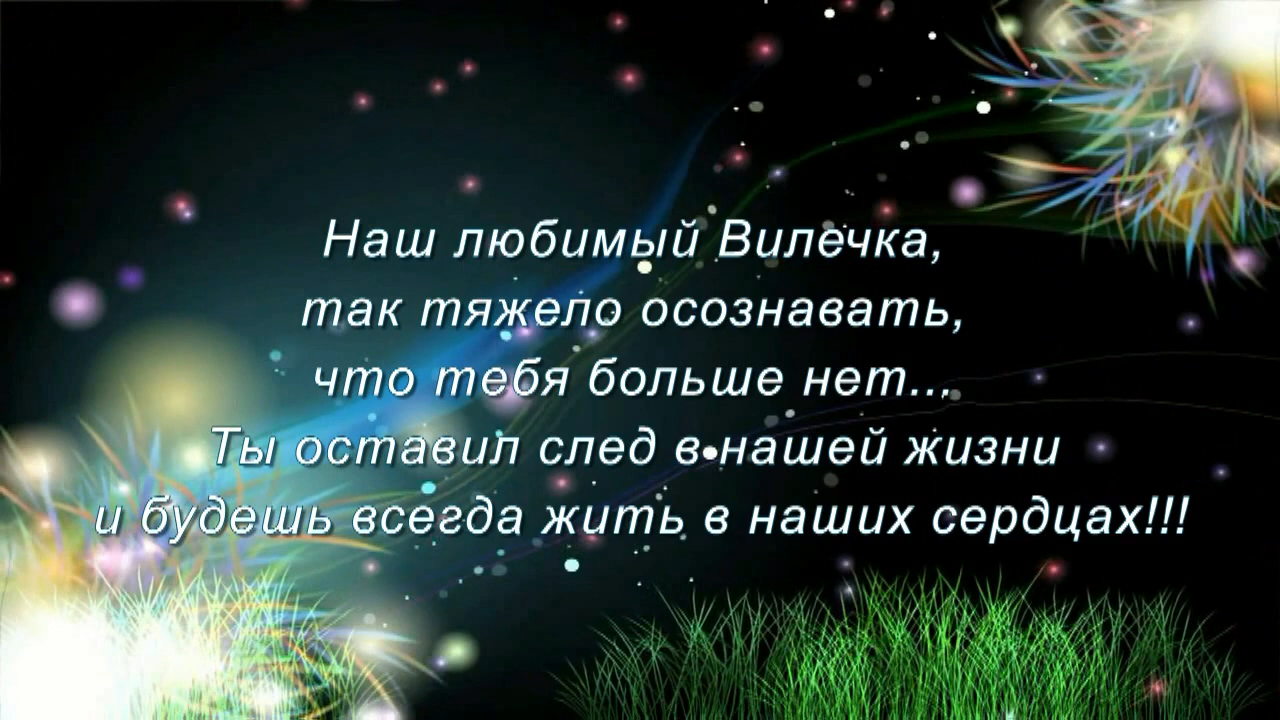 Наш любимый Вилечка,
так тяжело осознавать,
что тебя больше нет...
Ты оставил след в нашей жизни
и будешь всегда жить в наших сердцах!!!